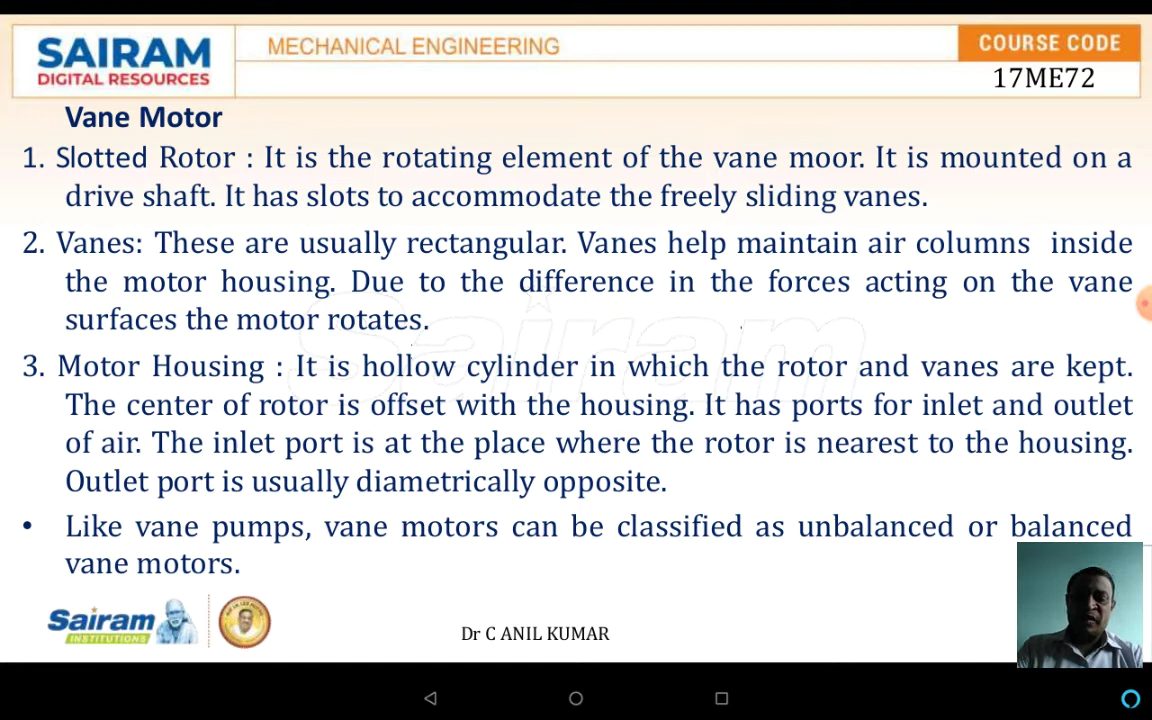 SAIRAM
DIGITAL RESOURCES
MECHANICAL ENGINEERING
COURSE CODE
17ME72
Vane Motor
1. Slotted Rotor : It is the rotating element of the vane moor. It is mounted on a
drive shaft. It has slots to accommodate the freely sliding vanes.
2. Vanes: These are usually rectangular. Vanes help maintain air columns inside
the motor housing. Due to the difference in the forces acting on the vane
surfaces the motor rotates.
3. Motor Housing : It is hollow cylinder in which the rotor and vanes are kept.
The center of rotor is offset with the housing. It has ports for inlet and outlet
of air. The inlet port is at the place where the rotor is nearest to the housing.
Outlet port is usually diametrically opposite.
• Like vane pumps, vane motors can be classified as unbalanced or balanced
vane motors.
Sairam
Sairam
INSTITUTIONS
Dr C ANIL KUMAR